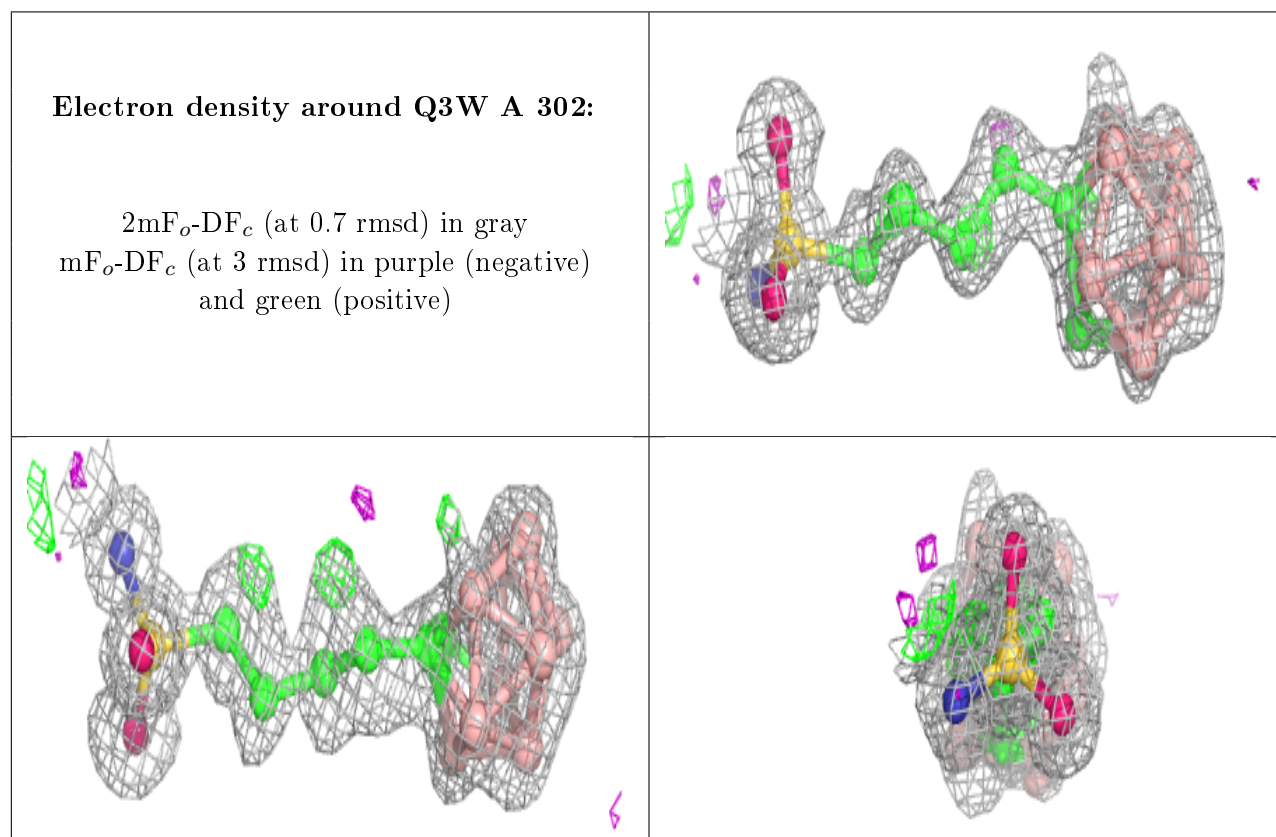 Electron density around Q3W A 302:
2mFₒ-DF𝒸 (at 0.7 rmsd) in gray
mFₒ-DF𝒸 (at 3 rmsd) in purple (negative)
and green (positive)